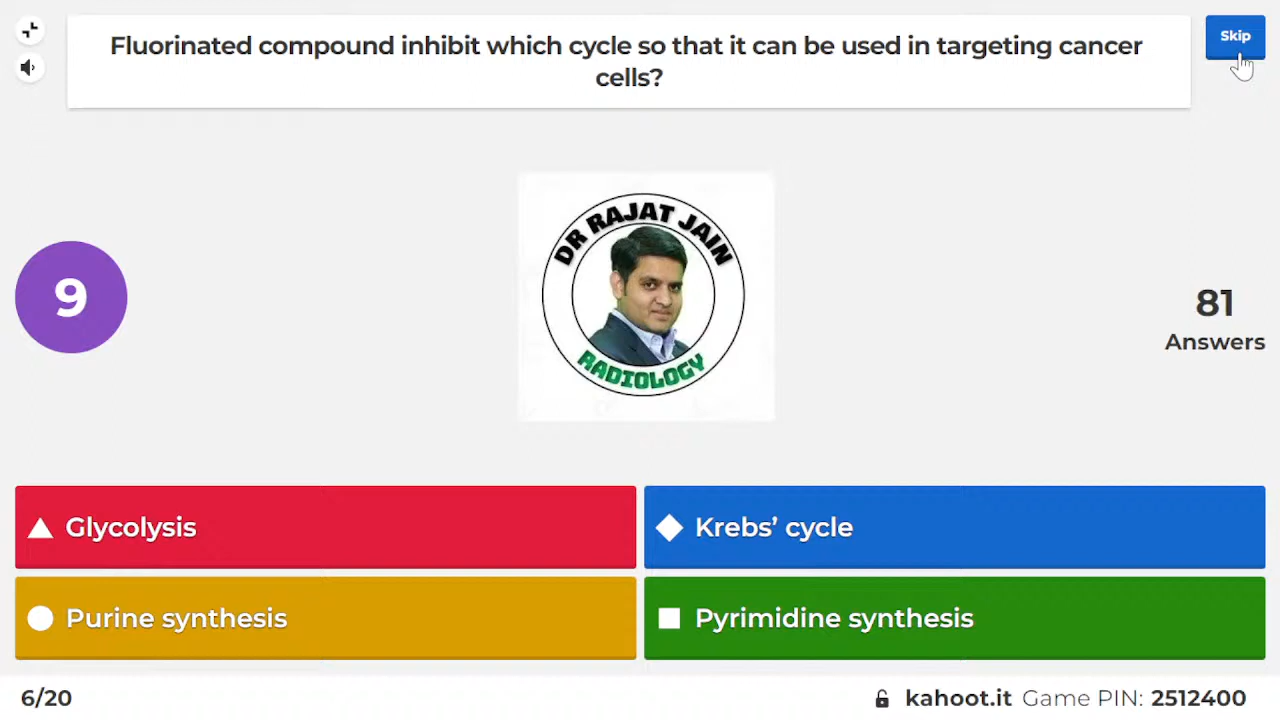 Fluorinated compound inhibit which cycle so that it can be used in targeting cancer
cells?
Skip
DR RAJAT JAIN
RADIOLOGY
9
81
Answers
Glycolysis
Krebs’ cycle
Purine synthesis
Pyrimidine synthesis
6/20
kahoot.it Game PIN: 2512400